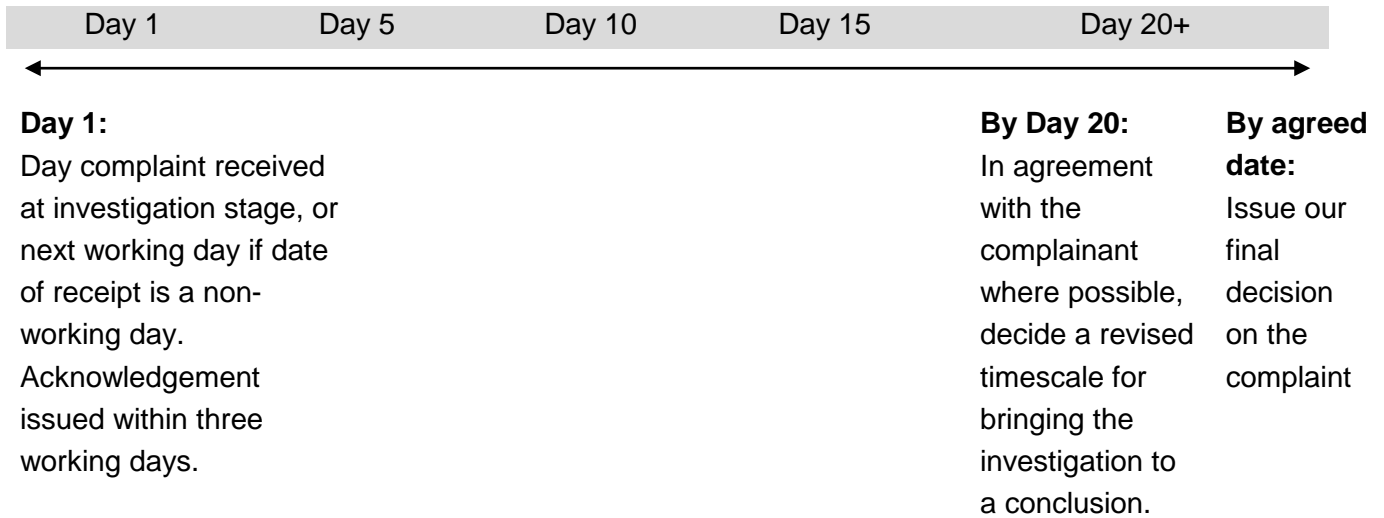 Day 1 Day 5 Day 10 Day 15 Day 20+
Day 1:
Day complaint received
at investigation stage, or
next working day if date
of receipt is a non-
working day.
Acknowledgement
issued within three
working days.
By Day 20:
In agreement
with the
complainant
where possible,
decide a revised
timescale for
bringing the
investigation to
a conclusion.
By agreed
date:
Issue our
final
decision
on the
complaint